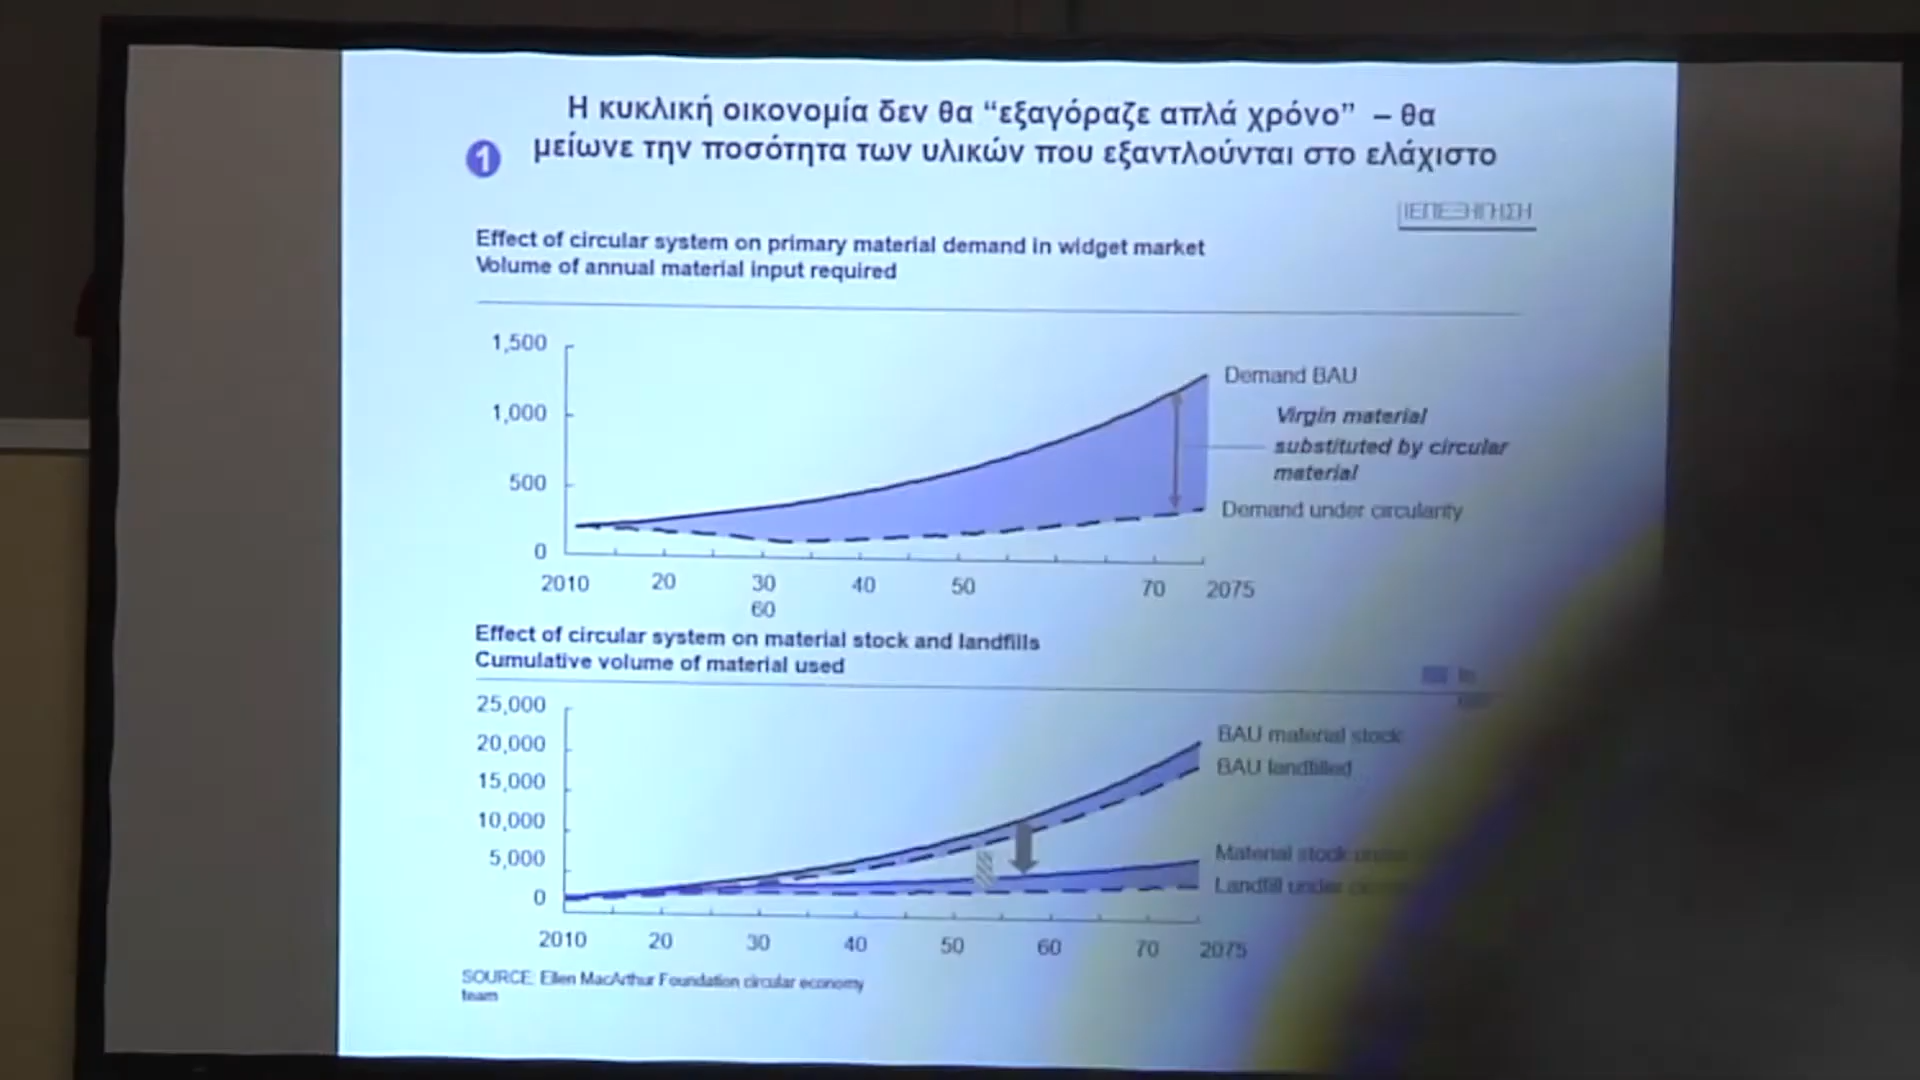 Η κυκλική οικονομία δεν θα “εξαγόραζε απλά χρόνο” – θα
1 μείωνε την ποσότητα των υλικών που εξαντλούνται στο ελάχιστο
Effect of circular system on primary material demand in widget market
Volume of annual material input required
1,500
1,000
500
0
Demand BAU
Virgin material
substituted by circular
material
Demand under circularity
2010 20 30 40 50 70 2075
60
Effect of circular system on material stock and landfills
Cumulative volume of material used
25,000
20,000
15,000
10,000
5,000
0
BAU material stock
BAU landfilled
Material stock
Landfill under
2010 20 30 40 50 60 70 2075
SOURCE: Ellen MacArthur Foundation circular economy
team